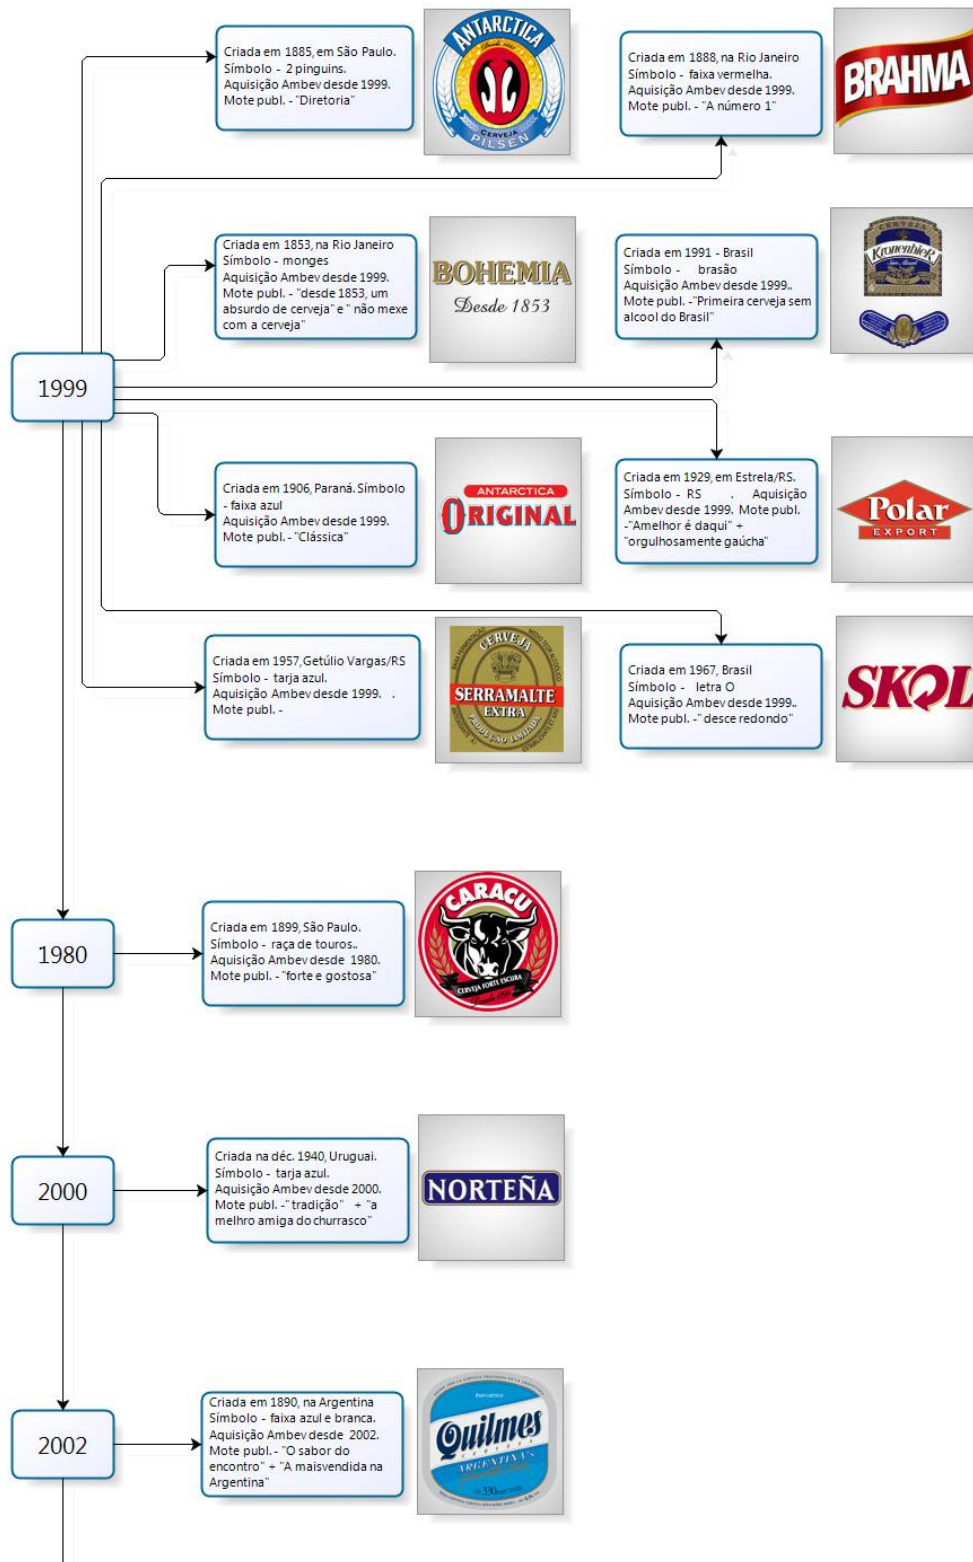 Criada em 1885, em São Paulo.
Símbolo - 2 pinguins.
Aquisição Ambev desde 1999.
Mote publ. - "Diretoria"
ANTARCTICA
Desde 1885
CERVEJA
PILSEN
Criada em 1888, na Rio Janeiro
Símbolo - faixa vermelha.
Aquisição Ambev desde 1999.
Mote publ. - "A número 1"
BRAHMA
Criada em 1853, na Rio Janeiro
Símbolo - monges
Aquisição Ambev desde 1999.
Mote publ. - "desde 1853, um
absurdo de cerveja" e " não mexe
com a cerveja"
BOHEMIA
Desde 1853
Criada em 1991 - Brasil
Símbolo - brasão
Aquisição Ambev desde 1999..
Mote publ. -"Primeira cerveja sem
alcool do Brasil"
CERVEJA
Kronenbier
1999
Criada em 1906, Paraná. Símbolo
- faixa azul
Aquisição Ambev desde 1999.
Mote publ. - "Clássica"
ANTARCTICA
ORIGINAL
Criada em 1929, em Estrela/RS.
Símbolo - RS . Aquisição
Ambev desde 1999. Mote publ.
-"Amelhor é daqui" +
"orgulhosamente gaúcha"
Polar
EXPORT
Criada em 1957, Getúlio Vargas/RS
Símbolo - tarja azul.
Aquisição Ambev desde 1999. .
Mote publ. -
CERVEJA
SERRAMALTE
EXTRA
PRODUÇÃO LIMITADA
Criada em 1967, Brasil
Símbolo - letra O
Aquisição Ambev desde 1999..
Mote publ. -"desce redondo"
SKOL
1980
Criada em 1899, São Paulo.
Símbolo - raça de touros..
Aquisição Ambev desde 1980.
Mote publ. - "forte e gostosa"
CARACU
CERVEJA FORTE ESCURA
Desde 1899
2000
Criada na déc. 1940, Uruguai.
Símbolo - tarja azul.
Aquisição Ambev desde 2000.
Mote publ. -"tradição" + "a
melhro amiga do churrasco"
NORTEÑA
2002
Criada em 1890, na Argentina
Símbolo - faixa azul e branca.
Aquisição Ambev desde 2002.
Mote publ. - "O sabor do
encontro" + "A maisvendida na
Argentina"
Quilmes
CERVEZA
ARGENTINA'S
330